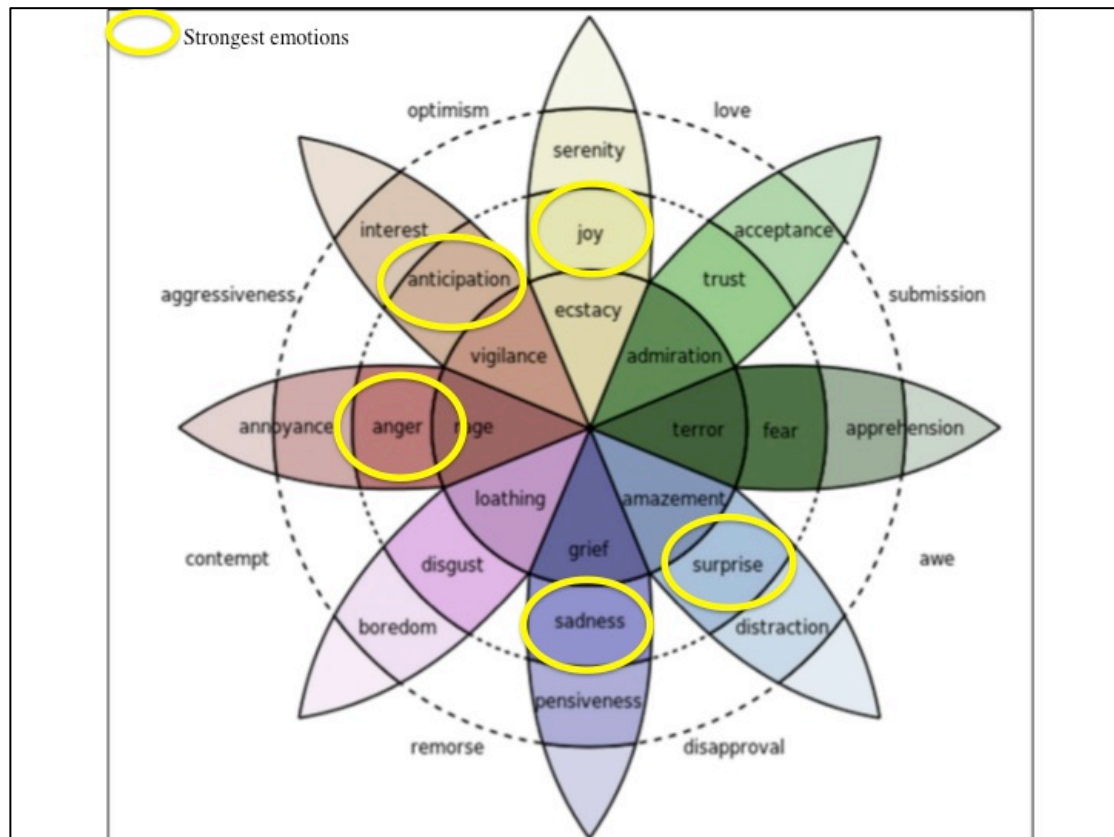 Strongest emotions
optimism
love
serenity
interest
joy
acceptance
anticipation
trust
aggressiveness
submission
ecstacy
vigilance
admiration
annoyance
anger
rage
terror
fear
apprehension
loathing
amazement
grief
contempt
disgust
surprise
awe
boredom
sadness
distraction
pensiveness
remorse
disapproval